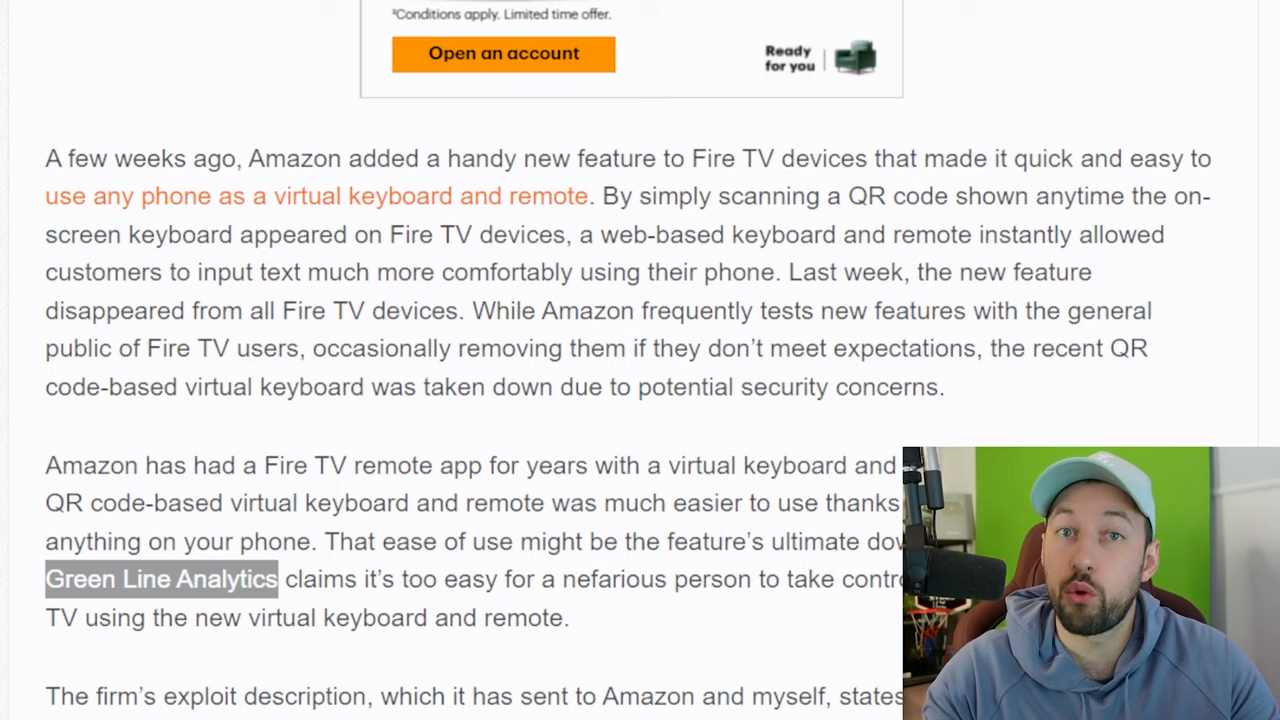 ³Conditions apply. Limited time offer.
Open an account
Ready
for you
A few weeks ago, Amazon added a handy new feature to Fire TV devices that made it quick and easy to
use any phone as a virtual keyboard and remote. By simply scanning a QR code shown anytime the on-
screen keyboard appeared on Fire TV devices, a web-based keyboard and remote instantly allowed
customers to input text much more comfortably using their phone. Last week, the new feature
disappeared from all Fire TV devices. While Amazon frequently tests new features with the general
public of Fire TV users, occasionally removing them if they don’t meet expectations, the recent QR
code-based virtual keyboard was taken down due to potential security concerns.
Amazon has had a Fire TV remote app for years with a virtual keyboard and
QR code-based virtual keyboard and remote was much easier to use thanks
anything on your phone. That ease of use might be the feature’s ultimate
Green Line Analytics claims it’s too easy for a nefarious person to take
TV using the new virtual keyboard and remote.
The firm’s exploit description, which it has sent to Amazon and myself, states